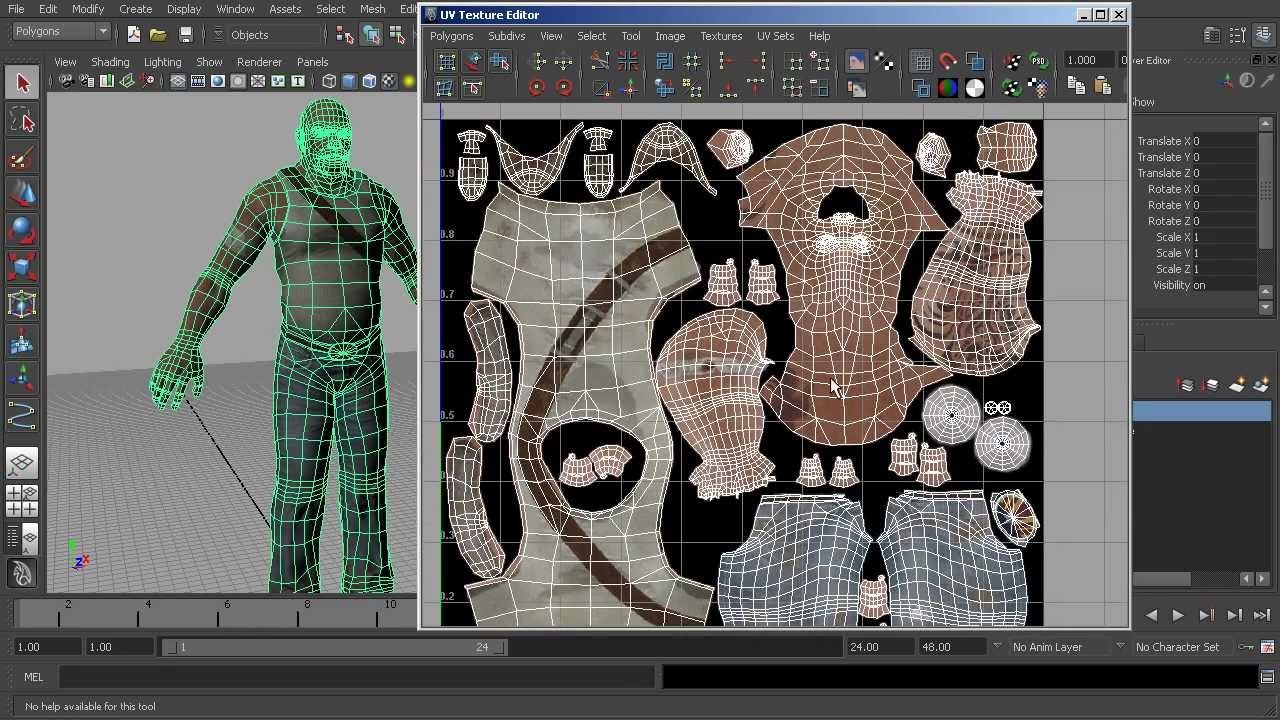 File Edit Modify Create Display Window Assets Select Mesh
UV Texture Editor
Polygons
Objects
Polygons Subdivs View Select Tool Image Textures UV Sets Help
View Shading Lighting Show Renderer Panels
1.000
Show
Translate X 0
Translate Y 0
Translate Z 0
Rotate X 0
Rotate Y 0
Rotate Z 0
Scale X 1
Scale Y 1
Scale Z 1
Visibility on
0.9
0.8
0.7
0.6
0.5
0.3
0.2
2 4 6 8 10
1.00 1.00 1 24 24.00 48.00 No Anim Layer No Character Set
MEL
No help available for this tool